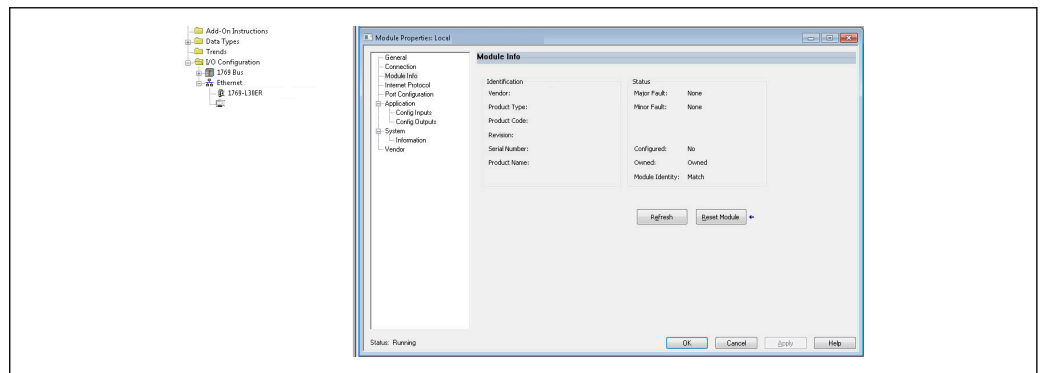 Add-On Instructions
Data Types
Trends
I/O Configuration
1769 Bus
Ethernet
1769-L30ER
Module Properties: Local
General
Connection
Module Info
Internet Protocol
Port Configuration
Application
Config Inputs
Config Outputs
System
Information
Vendor
Module Info
Identification
Vendor:
Product Type:
Product Code:
Revision:
Serial Number:
Product Name:
Status
Major Fault: None
Minor Fault: None
Configured: No
Owned: Owned
Module Identity: Match
Refresh
Reset Module
Status: Running
OK
Cancel
Apply
Help